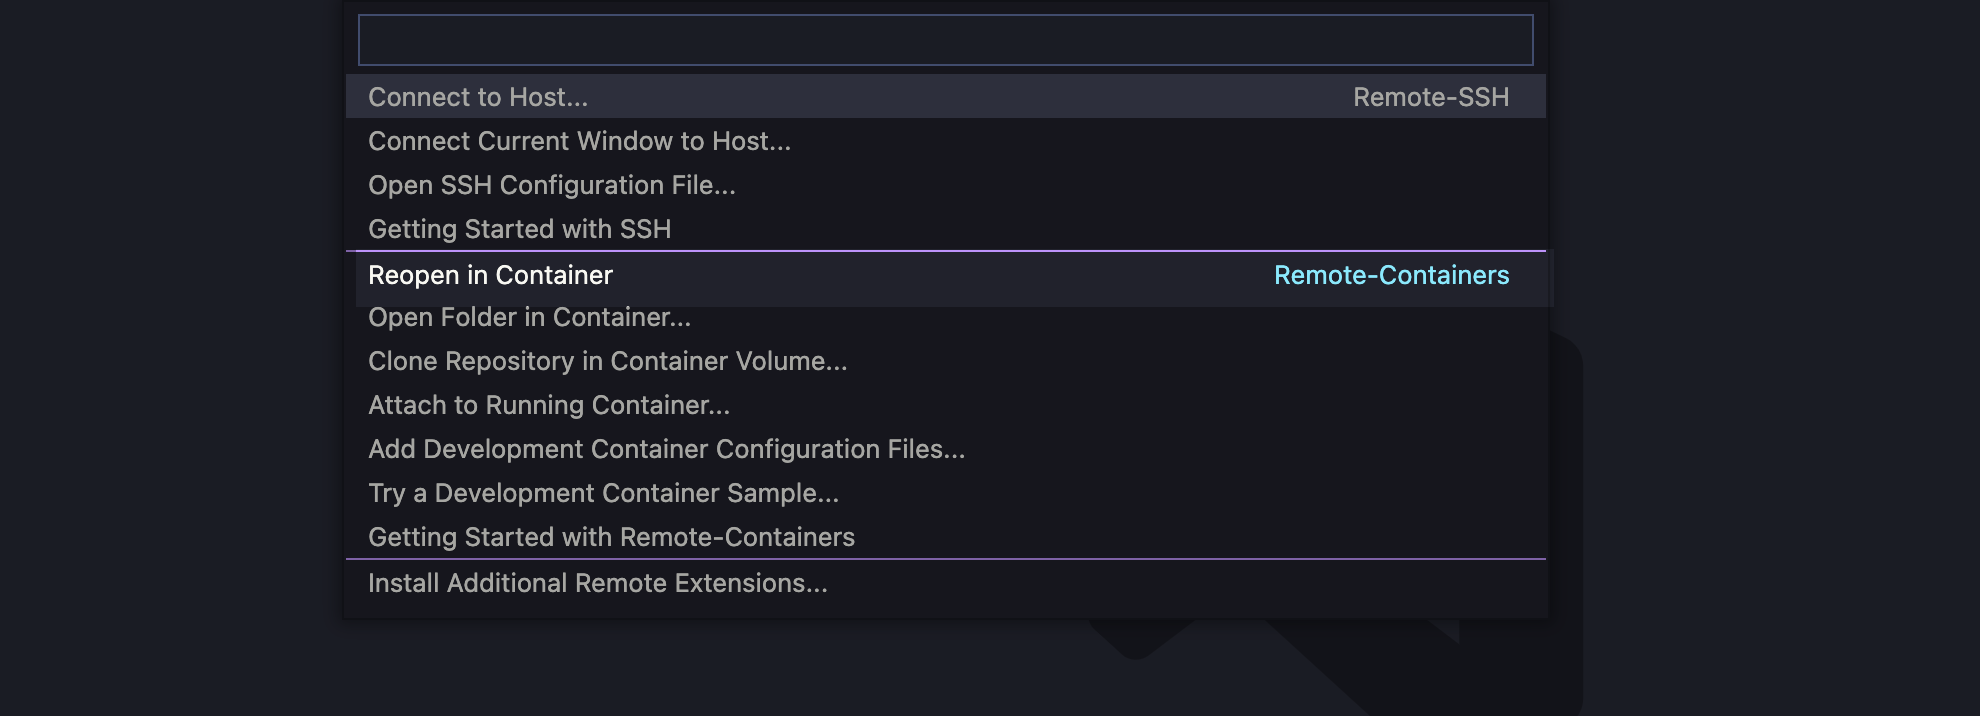 Connect to Host... Remote-SSH
Connect Current Window to Host...
Open SSH Configuration File...
Getting Started with SSH
Reopen in Container Remote-Containers
Open Folder in Container...
Clone Repository in Container Volume...
Attach to Running Container...
Add Development Container Configuration Files...
Try a Development Container Sample...
Getting Started with Remote-Containers
Install Additional Remote Extensions...